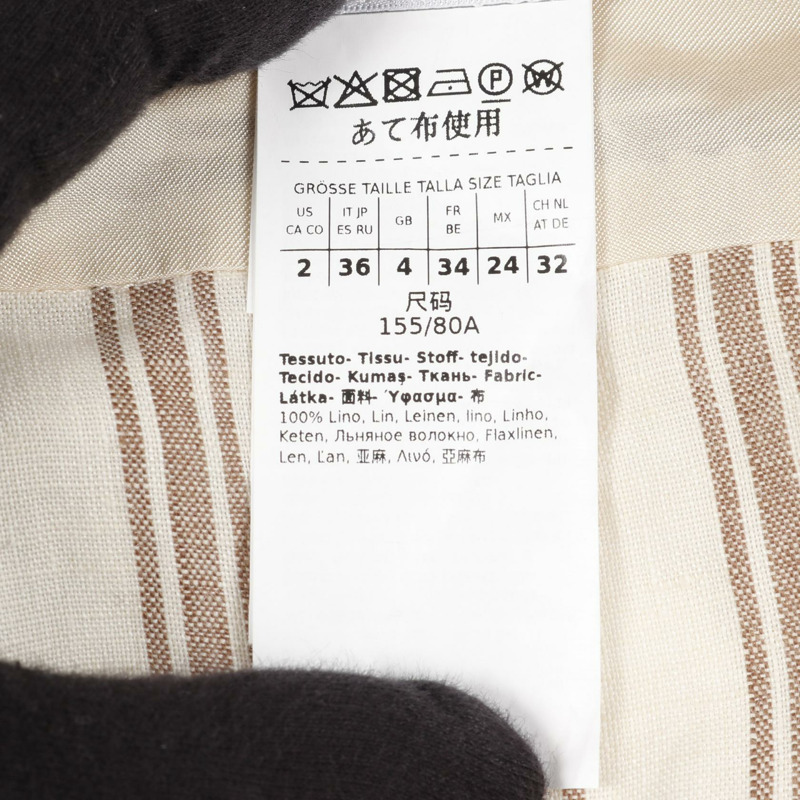 P W
あて布使用
GRÖSSE TAILLE TALLA SIZE TAGLIA
US CA CO IT JP ES RU GB FR BE MX CH NL AT DE
2 36 4 34 24 32
尺码
155/80A
Tessuto- Tissu- Stoff- tejido-
Tecido- Kumaş- Ткань- Fabric-
Látka- 面料- Ύφασμα- 布
100% Lino, Lin, Leinen, lino, Linho,
Keten, Льняное волокно, Flaxlinen,
Len, Ľan, 亚麻, Λινό, 亞麻布